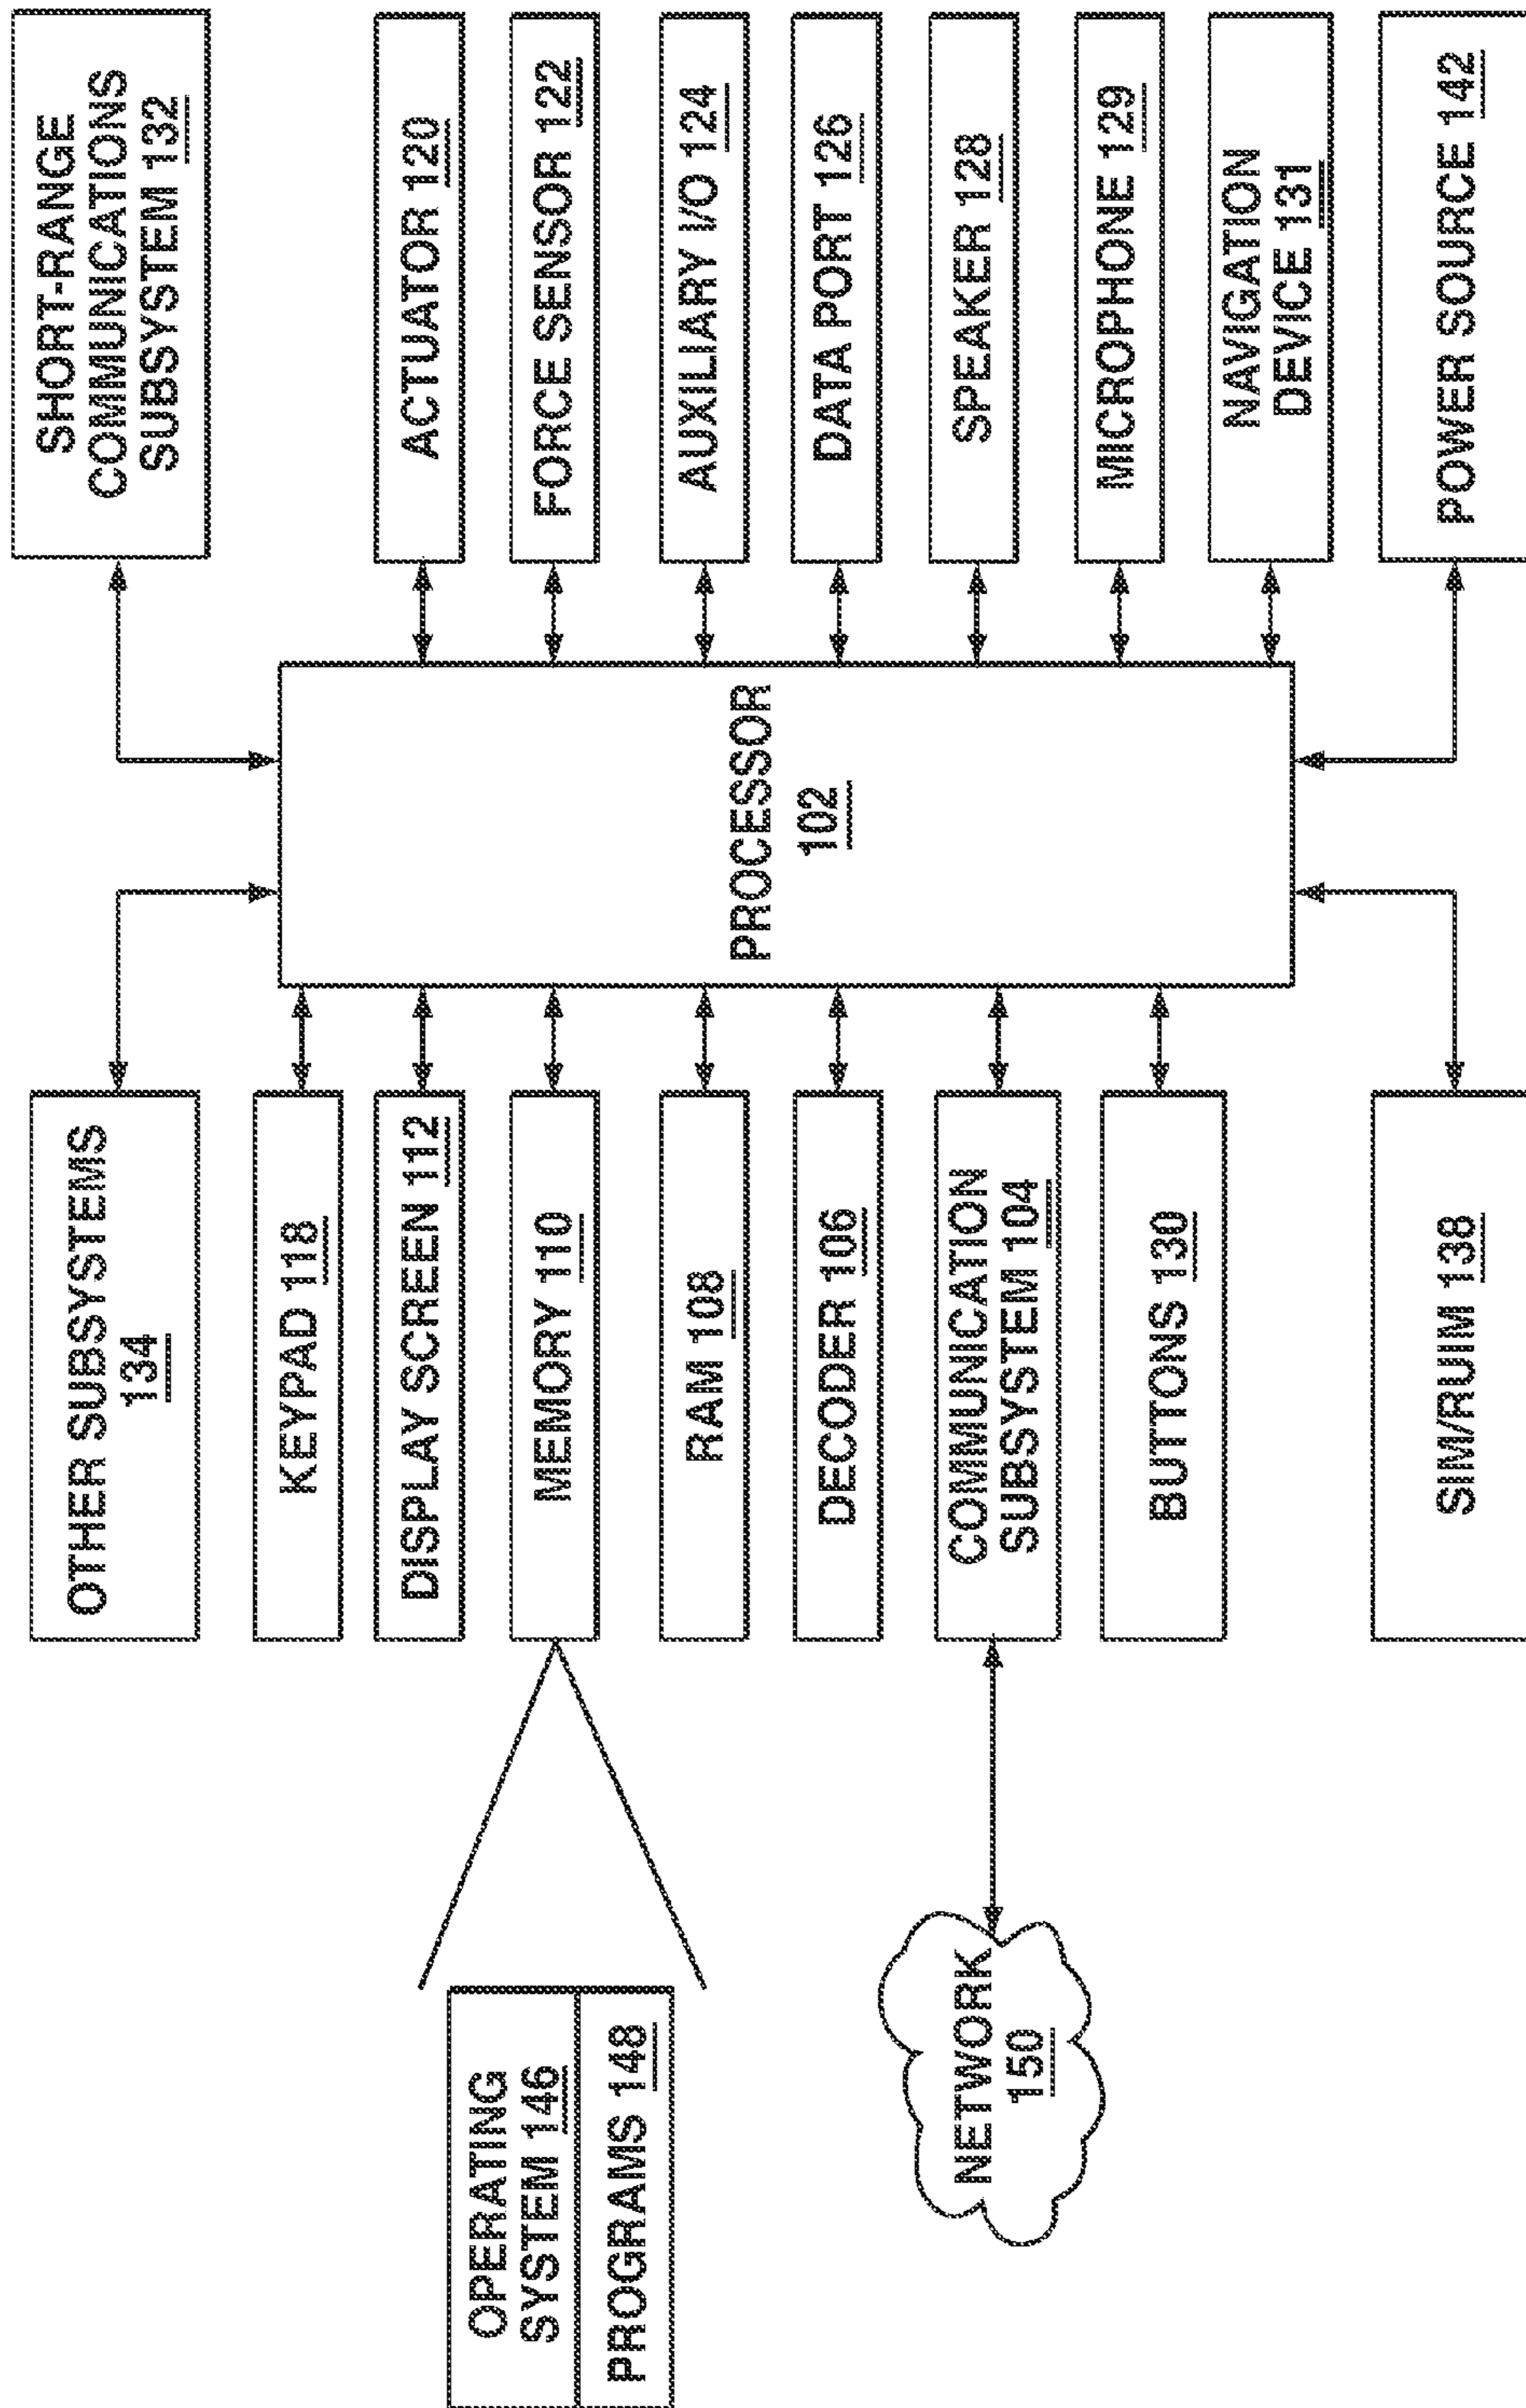 OTHER SUBSYSTEMS
134
KEYPAD 118
DISPLAY SCREEN 112
MEMORY 110
RAM 108
DECODER 106
COMMUNICATION
SUBSYSTEM 104
BUTTONS 130
SIM/RUIM 138
OPERATING
SYSTEM 146
PROGRAMS 148
NETWORK
150
PROCESSOR
102
SHORT-RANGE
COMMUNICATIONS
SUBSYSTEM 132
ACTUATOR 120
FORCE SENSOR 122
AUXILIARY I/O 124
DATA PORT 126
SPEAKER 128
MICROPHONE 129
NAVIGATION
DEVICE 131
POWER SOURCE 142